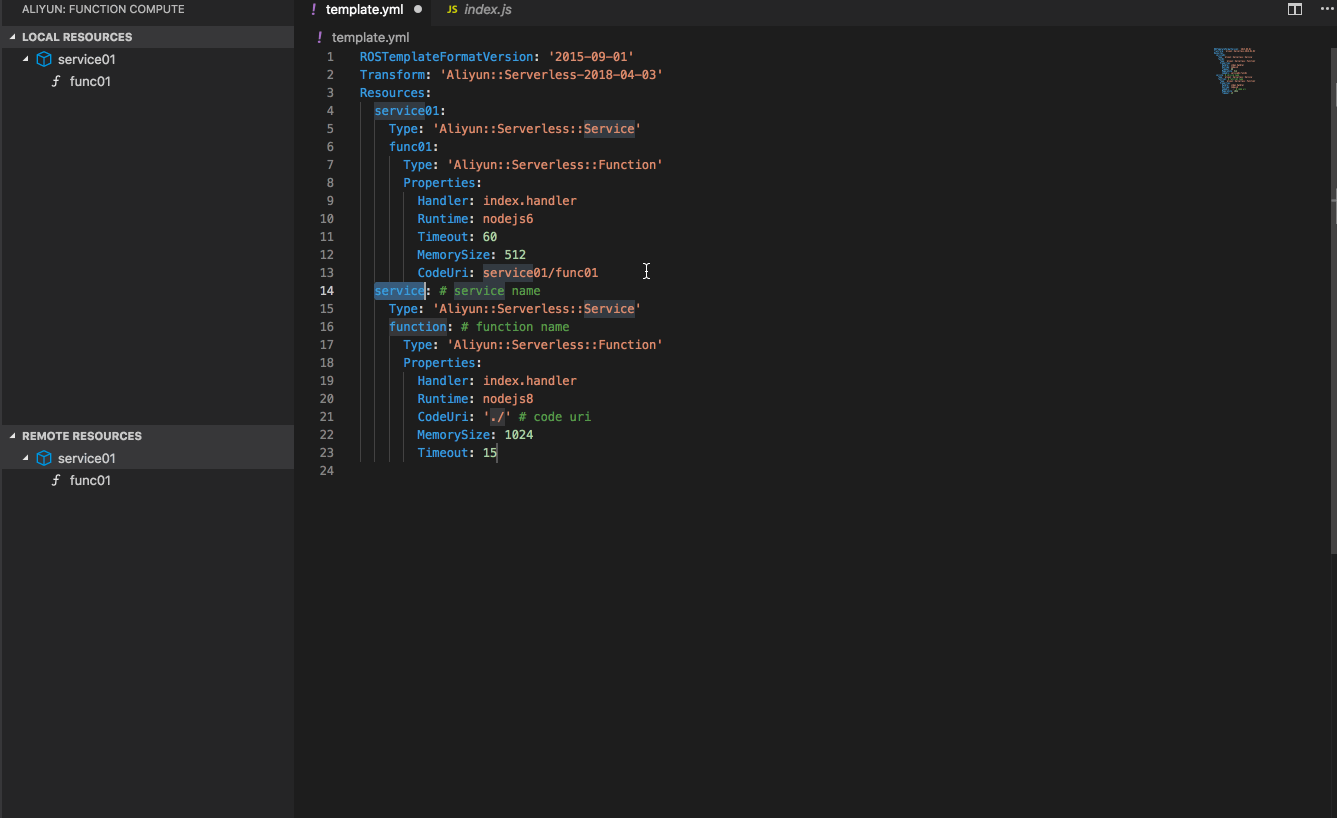 ALIYUN: FUNCTION COMPUTE
LOCAL RESOURCES
service01
func01
REMOTE RESOURCES
service01
func01
! template.yml
JS index.js
! template.yml
1 ROSTemplateFormatVersion: '2015-09-01'
2 Transform: 'Aliyun::Serverless-2018-04-03'
3 Resources:
4 service01:
5 Type: 'Aliyun::Serverless::Service'
6 func01:
7 Type: 'Aliyun::Serverless::Function'
8 Properties:
9 Handler: index.handler
10 Runtime: nodejs6
11 Timeout: 60
12 MemorySize: 512
13 CodeUri: service01/func01
14 service: # service name
15 Type: 'Aliyun::Serverless::Service'
16 function: # function name
17 Type: 'Aliyun::Serverless::Function'
18 Properties:
19 Handler: index.handler
20 Runtime: nodejs8
21 CodeUri: './' # code uri
22 MemorySize: 1024
23 Timeout: 15
24